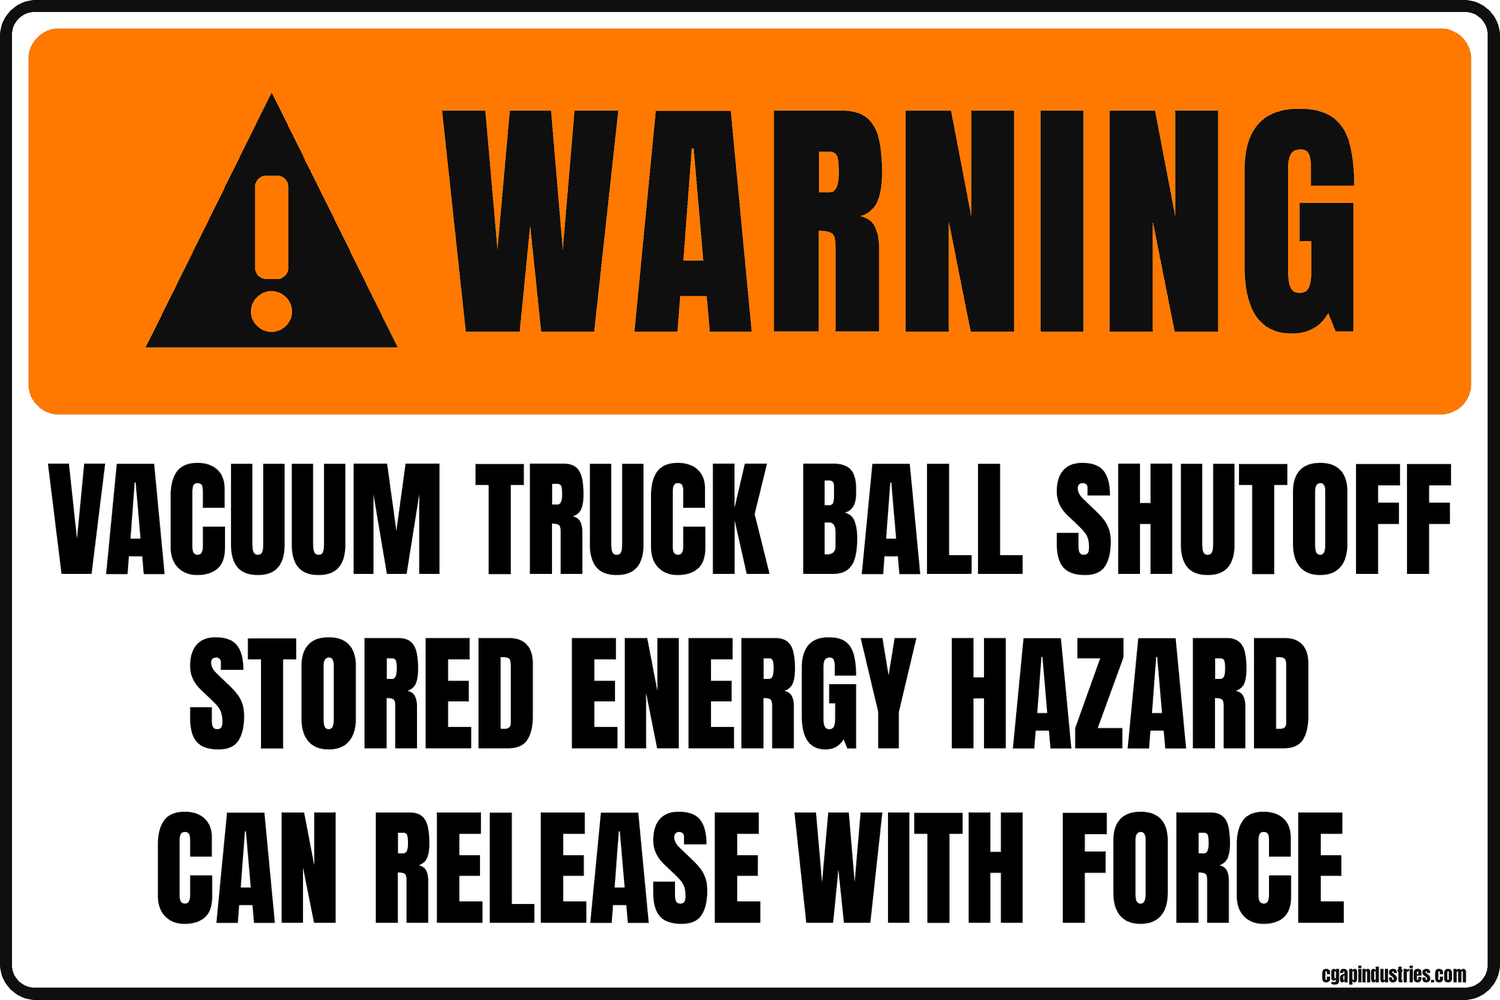 WARNING
VACUUM TRUCK BALL SHUTOFF
STORED ENERGY HAZARD
CAN RELEASE WITH FORCE
cgapindustries.com